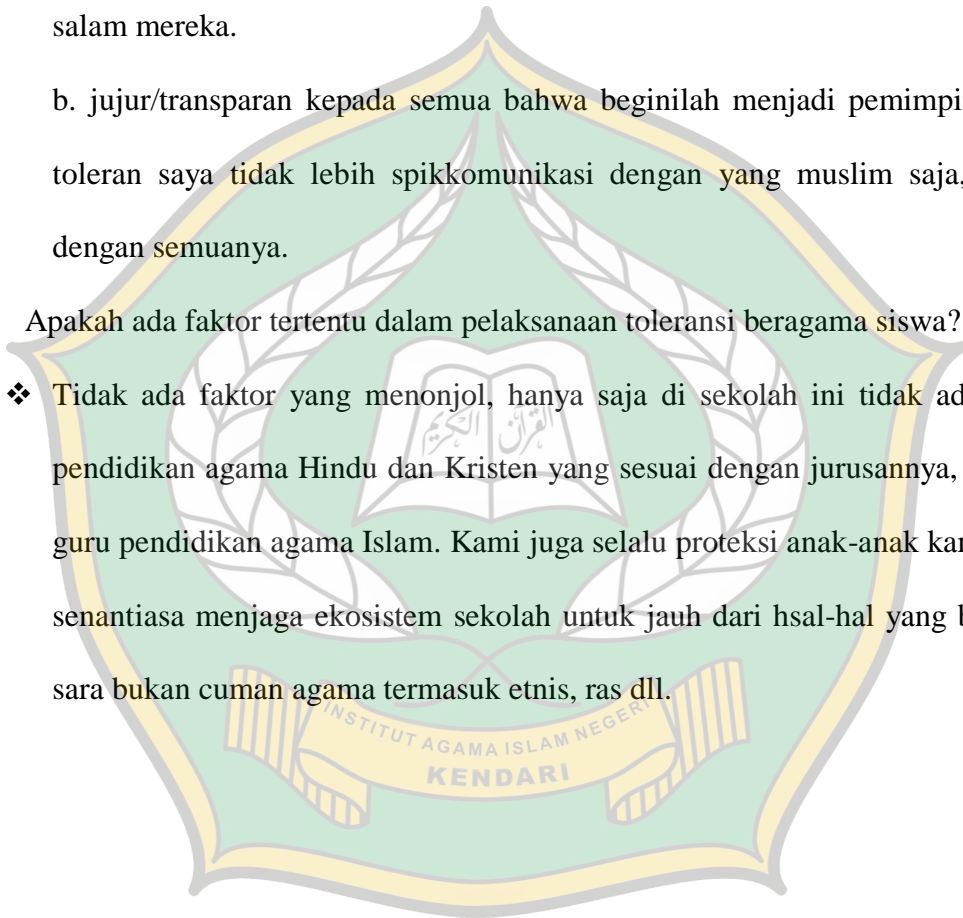 salam mereka.
b. jujur/transparan kepada semua bahwa beginilah menjadi
toleran saya tidak lebih spikkomunikasi dengan yang muslim saja,
dengan semuanya.
Apakah ada faktor tertentu dalam pelaksanaan toleransi beragama siswa?
❖ Tidak ada faktor yang menonjol, hanya saja di sekolah ini tidak
pendidikan agama Hindu dan Kristen yang sesuai dengan jurusannya,
القرآن الكريم
guru pendidikan agama Islam. Kami juga selalu proteksi anak-anak
senantiasa menjaga ekosistem sekolah untuk jauh dari hsal-hal yang
sara bukan cuman agama termasuk etnis, ras dll.
INSTITUT AGAMA ISLAM NEGERI
KENDARI